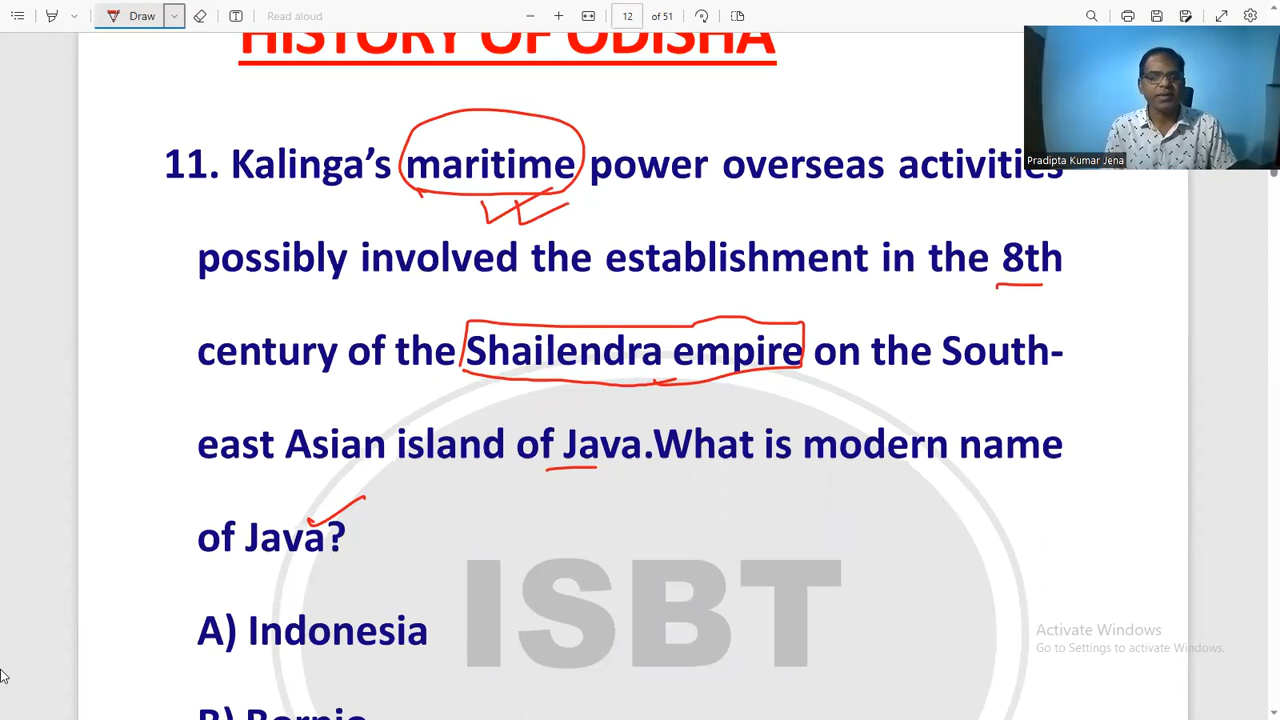 Draw
Read aloud
12 of 51
HISTORY OF ODISHA
Pradipta Kumar Jena
11. Kalinga’s maritime power overseas activities
possibly involved the establishment in the 8th
century of the Shailendra empire on the South-
east Asian island of Java.What is modern name
of Java?
ISBT
A) Indonesia
Activate Windows
Go to Settings to activate Windows.
B) Bornio